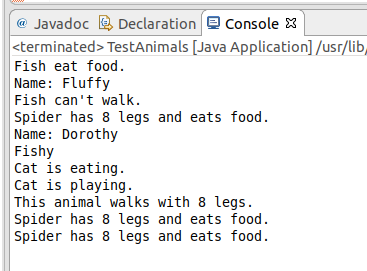 @ Javadoc Declaration Console
<terminated> TestAnimals [Java Application] /usr/lib/
Fish eat food.
Name: Fluffy
Fish can't walk.
Spider has 8 legs and eats food.
Name: Dorothy
Fishy
Cat is eating.
Cat is playing.
This animal walks with 8 legs.
Spider has 8 legs and eats food.
Spider has 8 legs and eats food.